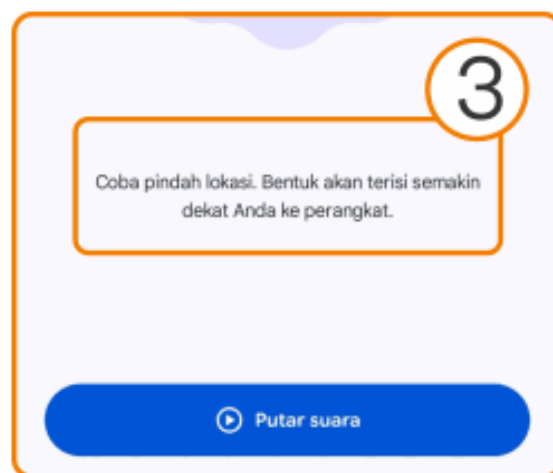 3
Coba pindah lokasi. Bentuk akan terisi semakin
dekat Anda ke perangkat.
Putar suara